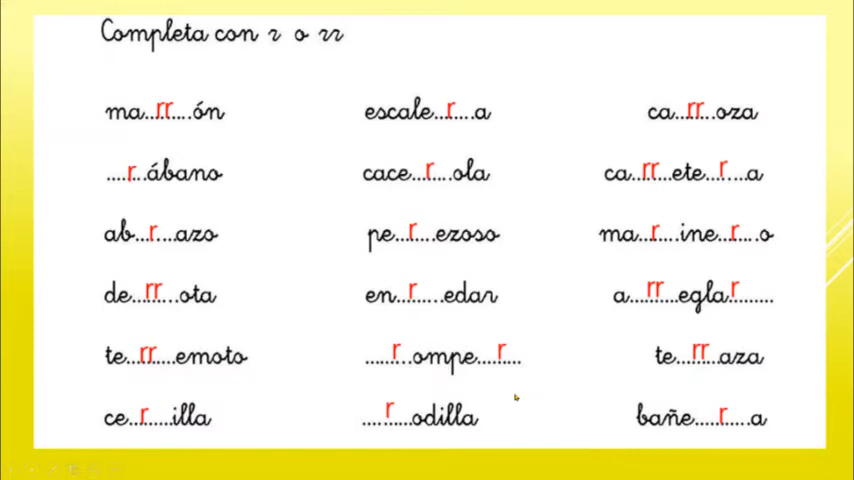 Completa con r o rr
ma...rr...ón escale...r...a ca...rr...oza
...r...ábano cace...r...ola ca...rr...ete...r...a
ab...r...azo pe...r...ezoso ma...r...ine...r...o
de...rr...ota en...r...edar a...rr...egla...r...
te...rr...emoto ...r...ompe...r... te...rr...aza
ce...r...illa ...r...odilla bañe...r...a